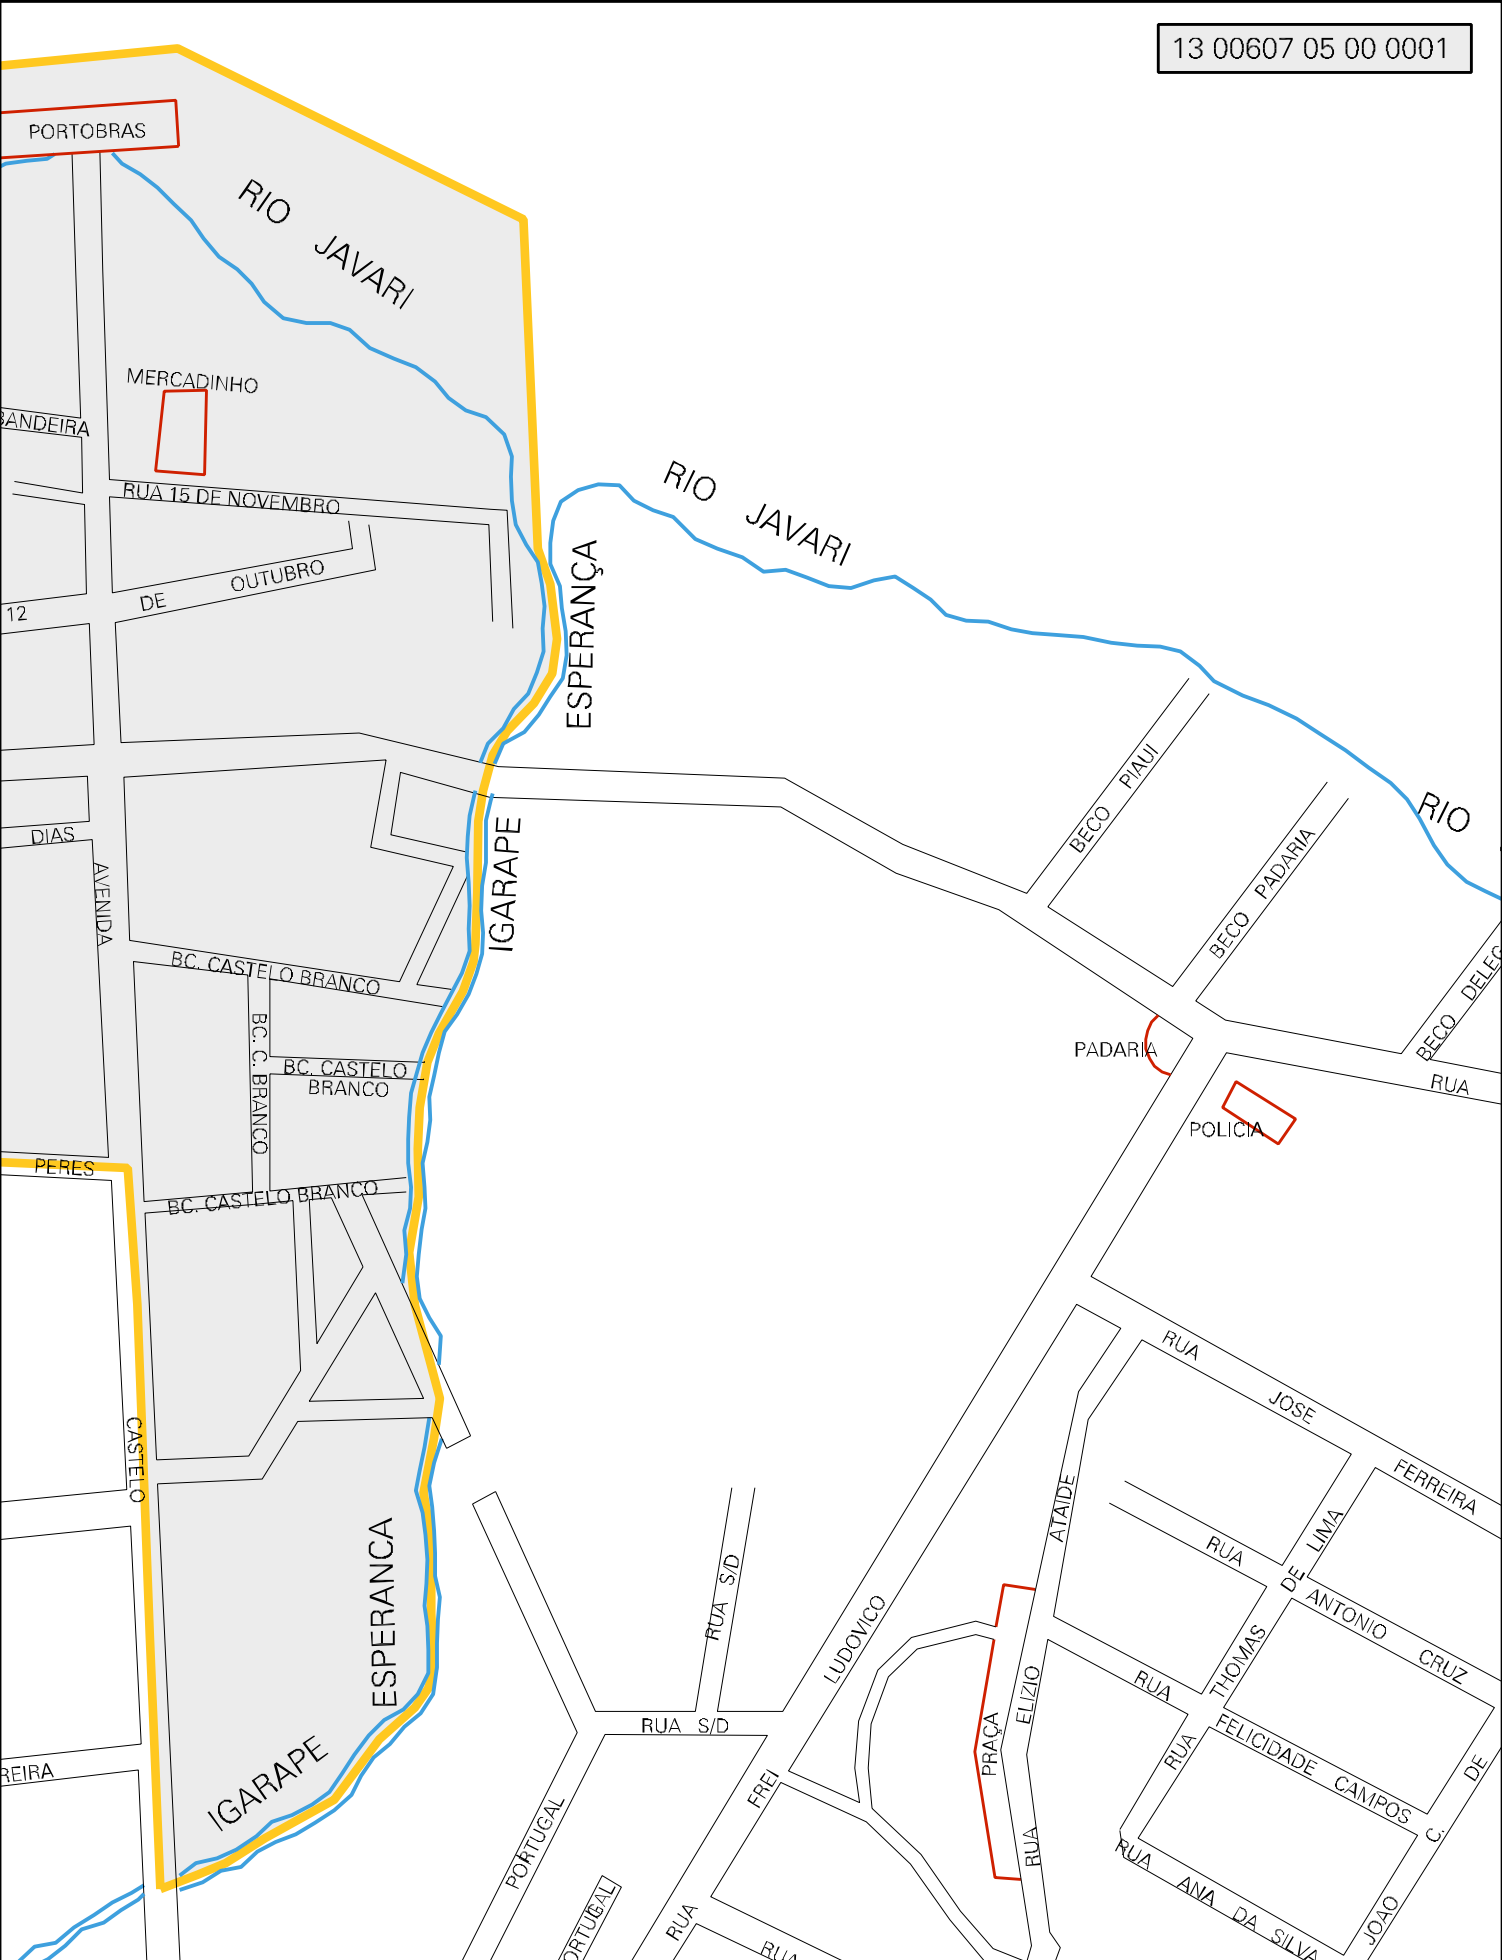 13 00607 05 00 0001
PORTOBRAS
RIO JAVARI
MERCADINHO
BANDEIRA
RUA 15 DE NOVEMBRO
RIO JAVARI
12 DE OUTUBRO
ESPERANÇA
BECO PIAUI
RIO
DIAS
BECO PADARIA
AVENIDA
IGARAPE
BC. CASTELO BRANCO
BECO DELEG
BC. C. BRANCO
PADARIA
BC. CASTELO
BRANCO
RUA
POLICIA
PERES
BC. CASTELO BRANCO
RUA JOSE FERREIRA
CASTELO
ATAIDE
ESPERANCA
RUA S/D
RUA ANTONIO CRUZ
THOMAS DE LIMA
LUDOVICO
RUA
ELIZIO
RUA S/D
PRAÇA
RUA
FELICIDADE CAMPOS
DE
IGARAPE
REIRA
FREI
PORTUGAL
RUA
C.
RUA ANA DA SILVA
JOAO
PORTUGAL
RUA
RUA